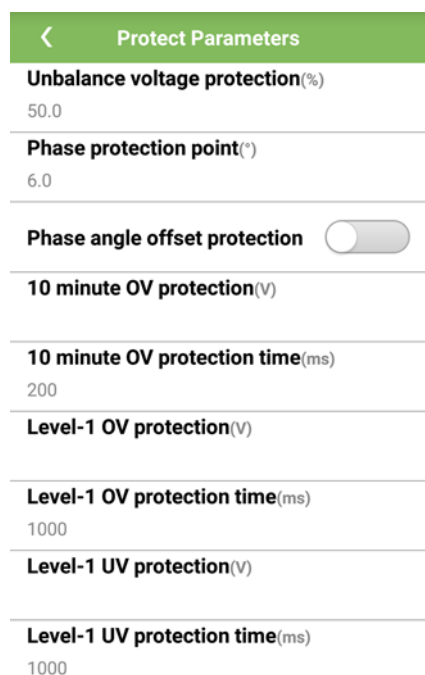 Protect Parameters
Unbalance voltage protection(%)
50.0
Phase protection point(°)
6.0
Phase angle offset protection
10 minute OV protection(V)
10 minute OV protection time(ms)
200
Level-1 OV protection(V)
Level-1 OV protection time(ms)
1000
Level-1 UV protection(V)
Level-1 UV protection time(ms)
1000